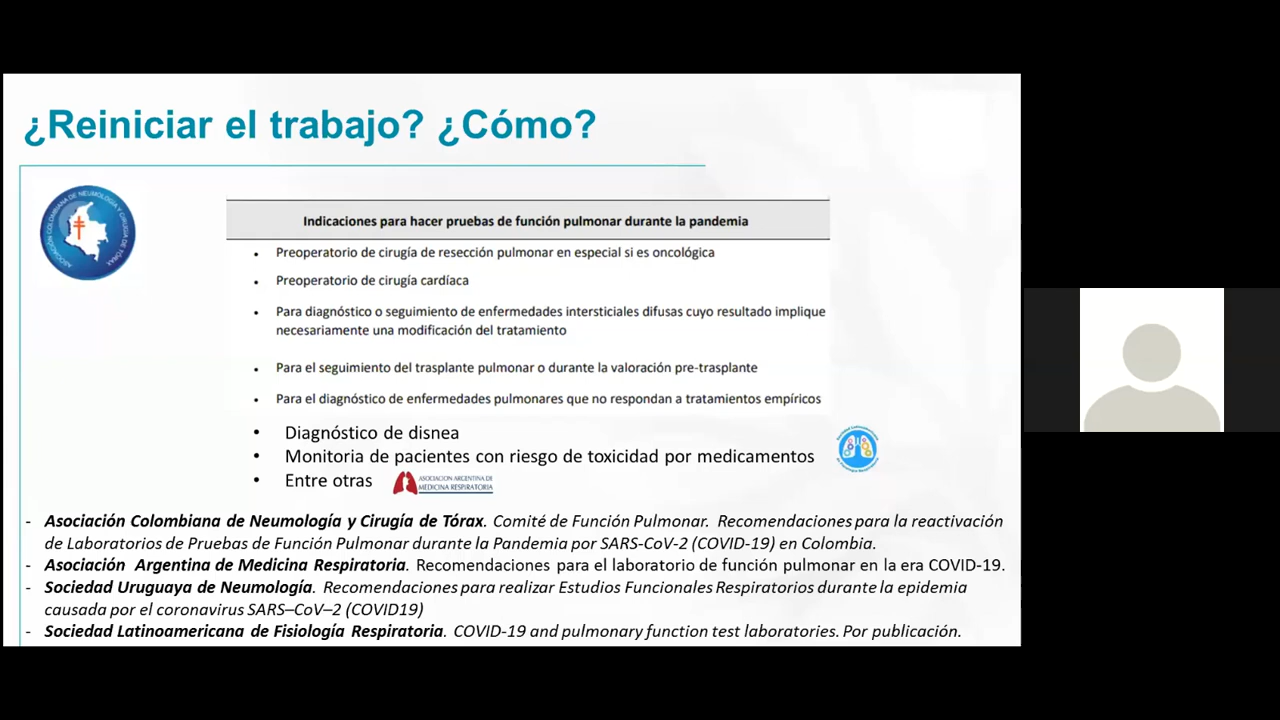 ¿Reiniciar el trabajo? ¿Cómo?
ASOCIACIÓN COLOMBIANA DE NEUMOLOGÍA Y CIRUGÍA DE TÓRAX
Indicaciones para hacer pruebas de función pulmonar durante la pandemia
• Preoperatorio de cirugía de resección pulmonar en especial si es oncológica
• Preoperatorio de cirugía cardíaca
• Para diagnóstico o seguimiento de enfermedades intersticiales difusas cuyo resultado implique
necesariamente una modificación del tratamiento
• Para el seguimiento del trasplante pulmonar o durante la valoración pre-trasplante
• Para el diagnóstico de enfermedades pulmonares que no respondan a tratamientos empíricos
• Diagnóstico de disnea
• Monitoria de pacientes con riesgo de toxicidad por medicamentos
• Entre otras
ASOCIACION ARGENTINA DE
MEDICINA RESPIRATORIA
- Asociación Colombiana de Neumología y Cirugía de Tórax. Comité de Función Pulmonar. Recomendaciones para la reactivación
de Laboratorios de Pruebas de Función Pulmonar durante la Pandemia por SARS-CoV-2 (COVID-19) en Colombia.
- Asociación Argentina de Medicina Respiratoria. Recomendaciones para el laboratorio de función pulmonar en la era COVID-19.
- Sociedad Uruguaya de Neumología. Recomendaciones para realizar Estudios Funcionales Respiratorios durante la epidemia
causada por el coronavirus SARS–CoV–2 (COVID19)
- Sociedad Latinoamericana de Fisiología Respiratoria. COVID-19 and pulmonary function test laboratories. Por publicación.